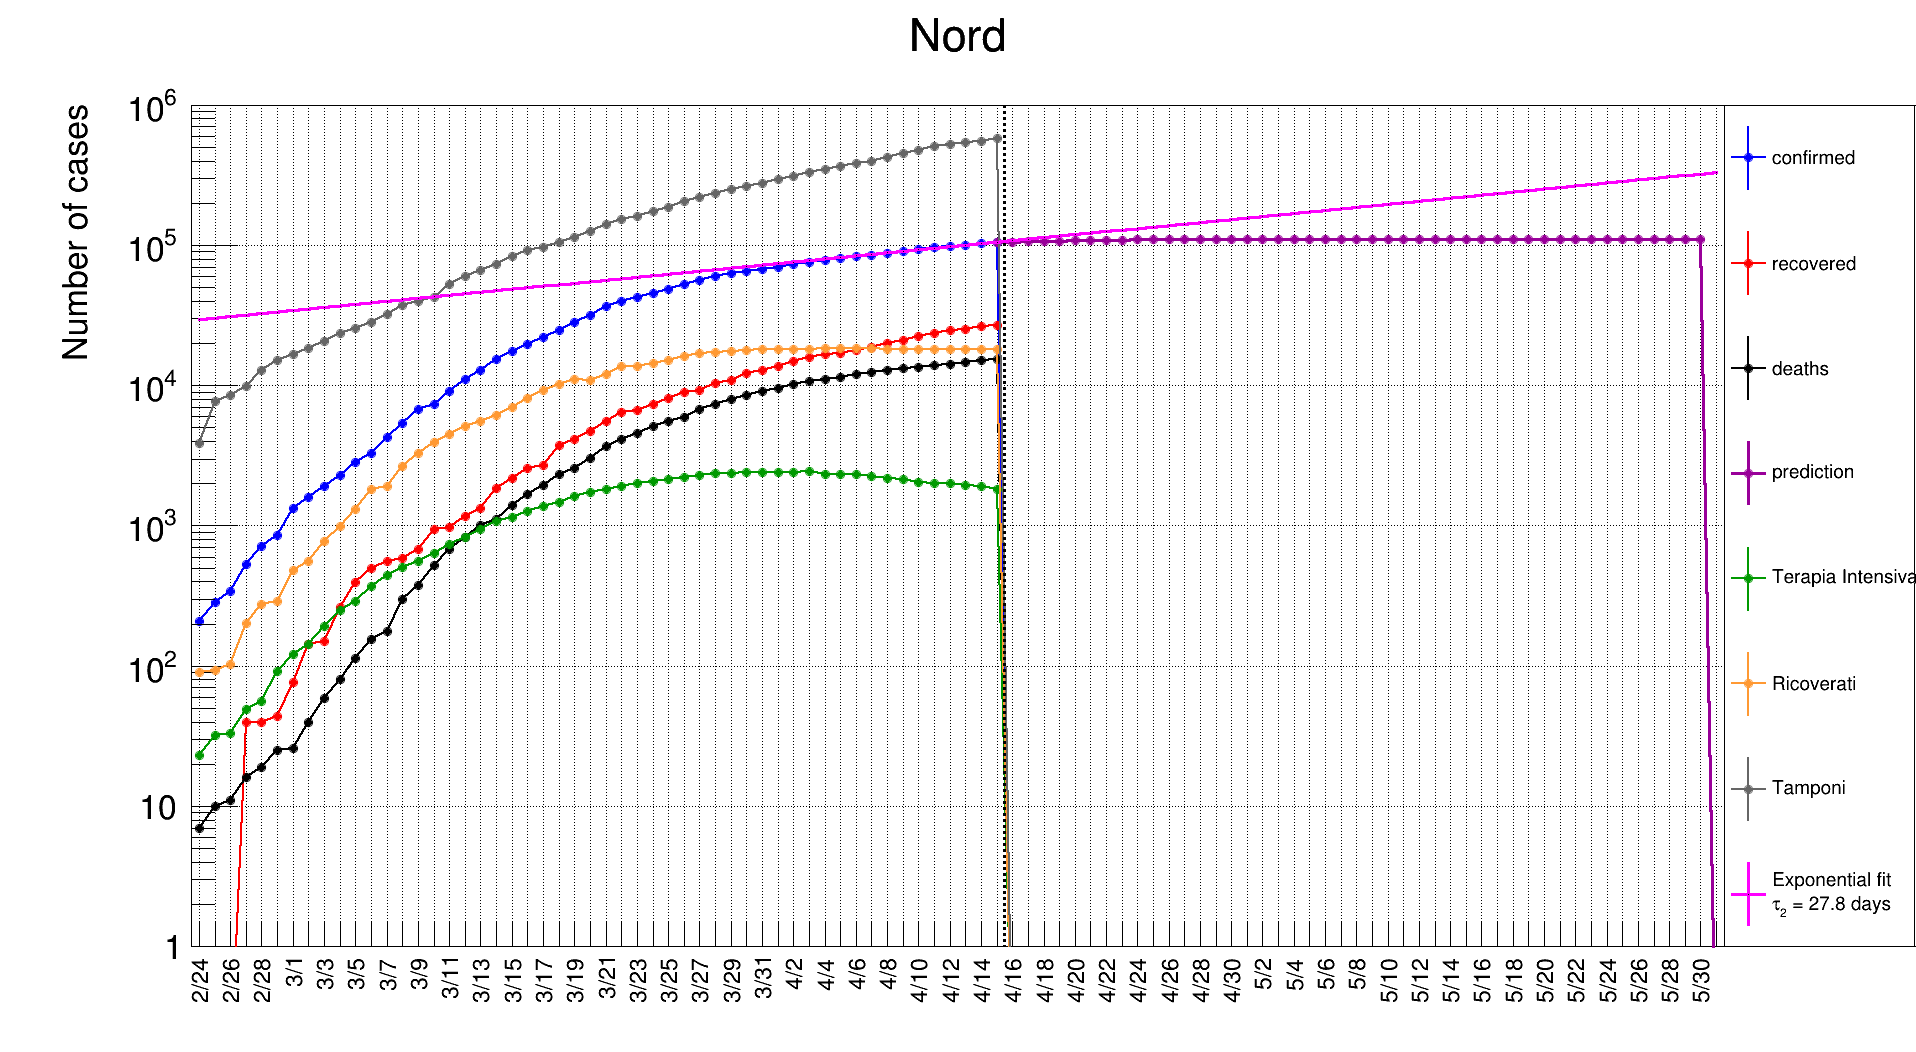 Nord
Number of cases
10^6
10^5
10^4
10^3
10^2
10
1
2/24 2/26 2/28 3/1 3/3 3/5 3/7 3/9 3/11 3/13 3/15 3/17 3/19 3/21 3/23 3/25 3/27 3/29 3/31 4/2 4/4 4/6 4/8 4/10 4/12 4/14 4/16 4/18 4/20 4/22 4/24 4/26 4/28 4/30 5/2 5/4 5/6 5/8 5/10 5/12 5/14 5/16 5/18 5/20 5/22 5/24 5/26 5/28 5/30
confirmed
recovered
deaths
prediction
Terapia Intensiva
Ricoverati
Tamponi
Exponential fit
τ_2 = 27.8 days